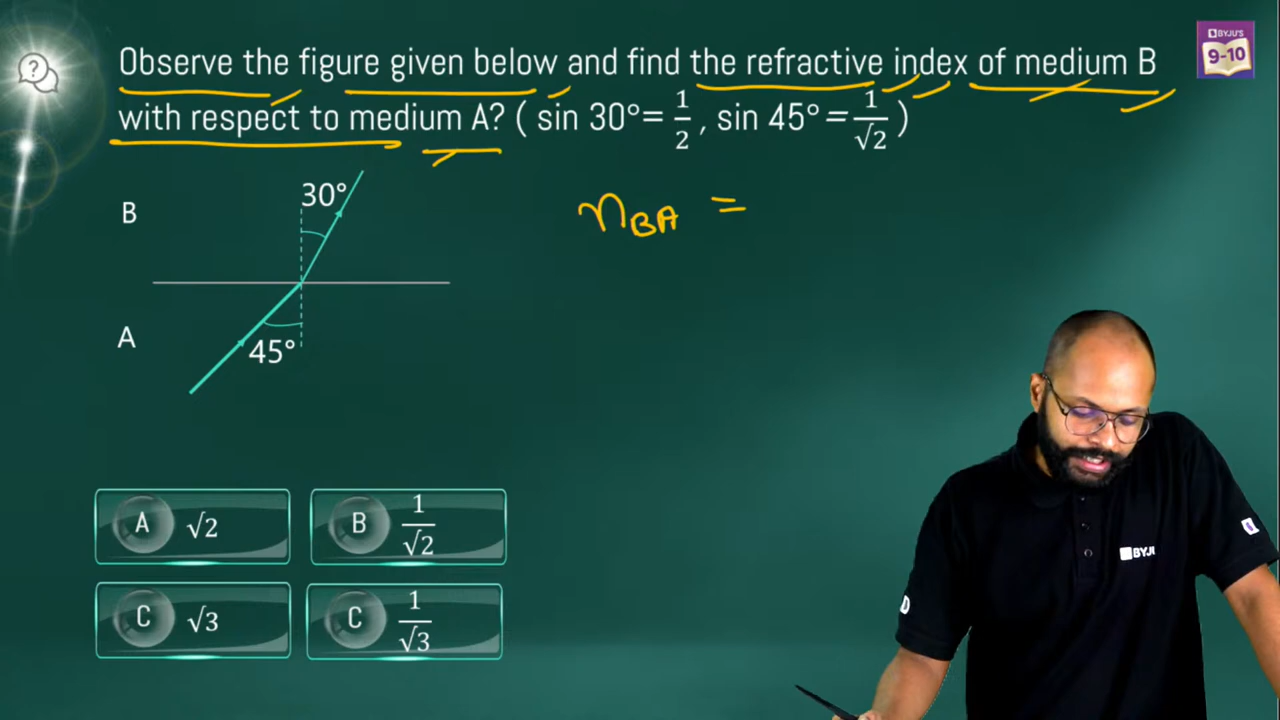 Observe the figure given below and find the refractive index of medium B
with respect to medium A? ( sin 30°= 1/2 , sin 45°= 1/√2 )
BYJU'S
9-10
30°
B
n_BA =
A
45°
A √2
B 1/√2
C √3
C 1/√3
BYJU